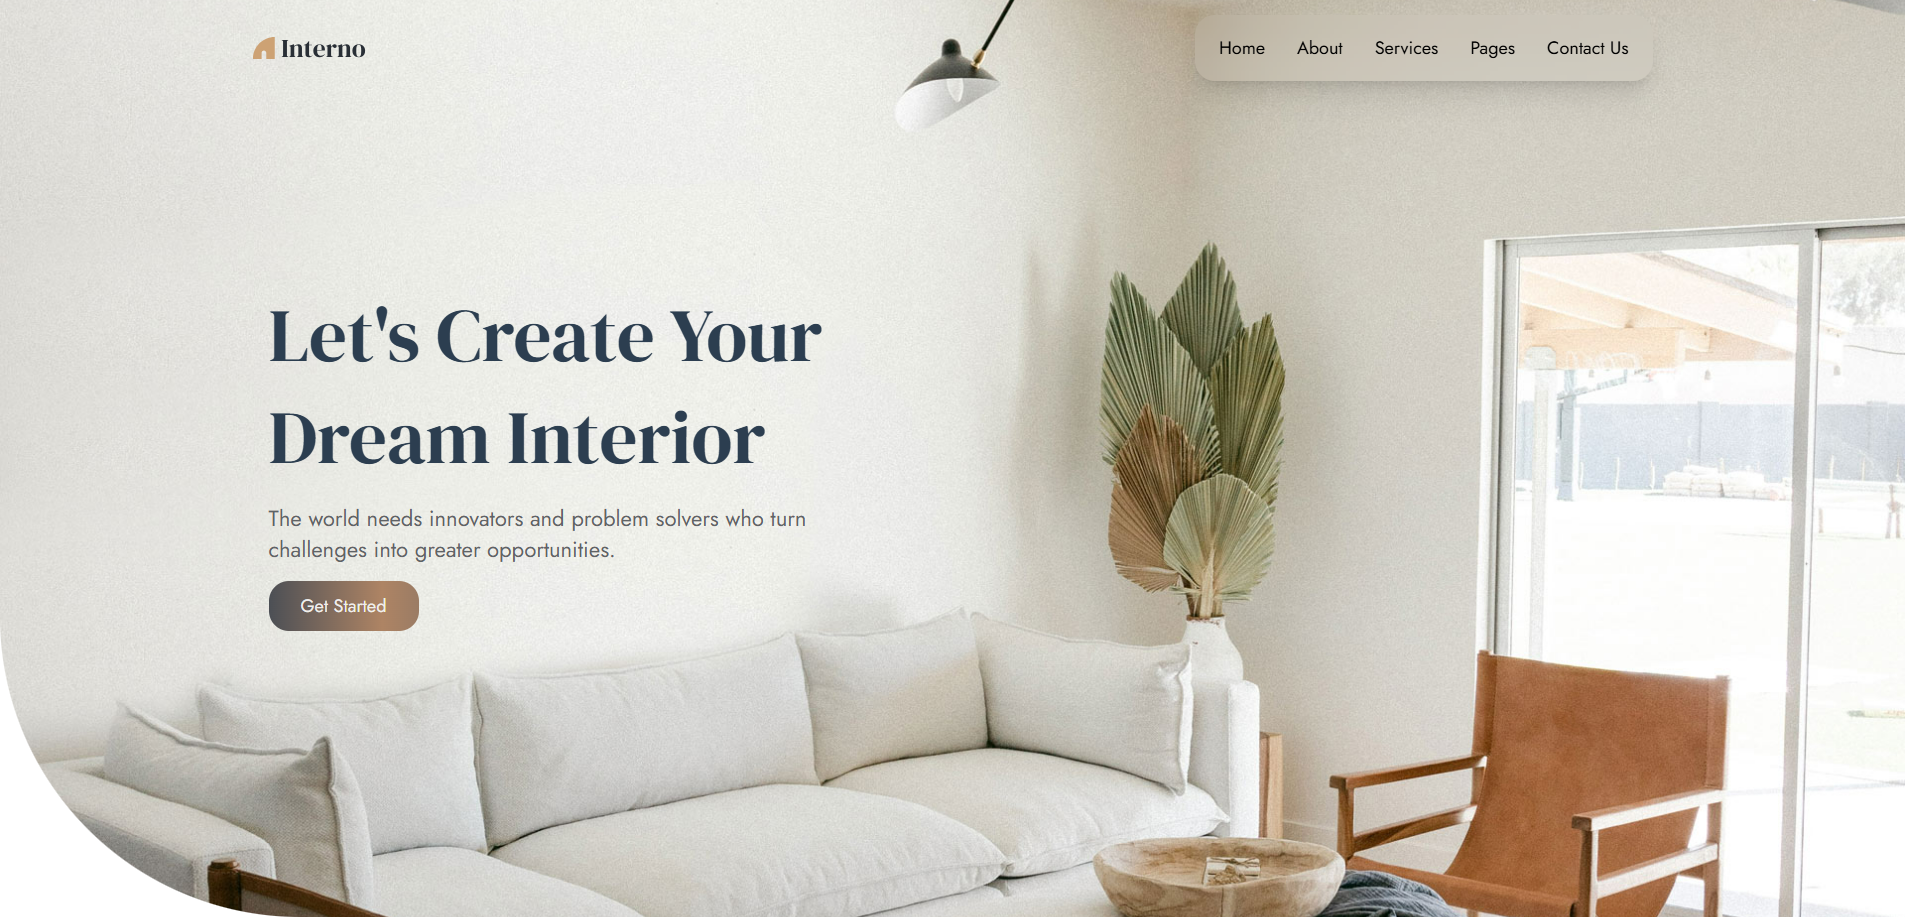 Interno
Home About Services Pages Contact Us
Let's Create Your
Dream Interior
The world needs innovators and problem solvers who turn
challenges into greater opportunities.
Get Started